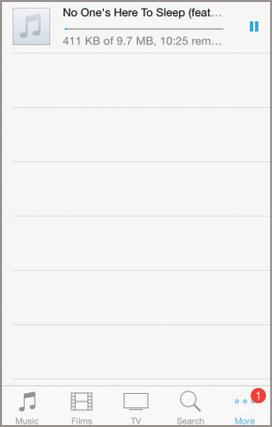 No One's Here To Sleep (feat...
411 KB of 9.7 MB, 10:25 rem...
1
Music Films TV Search More